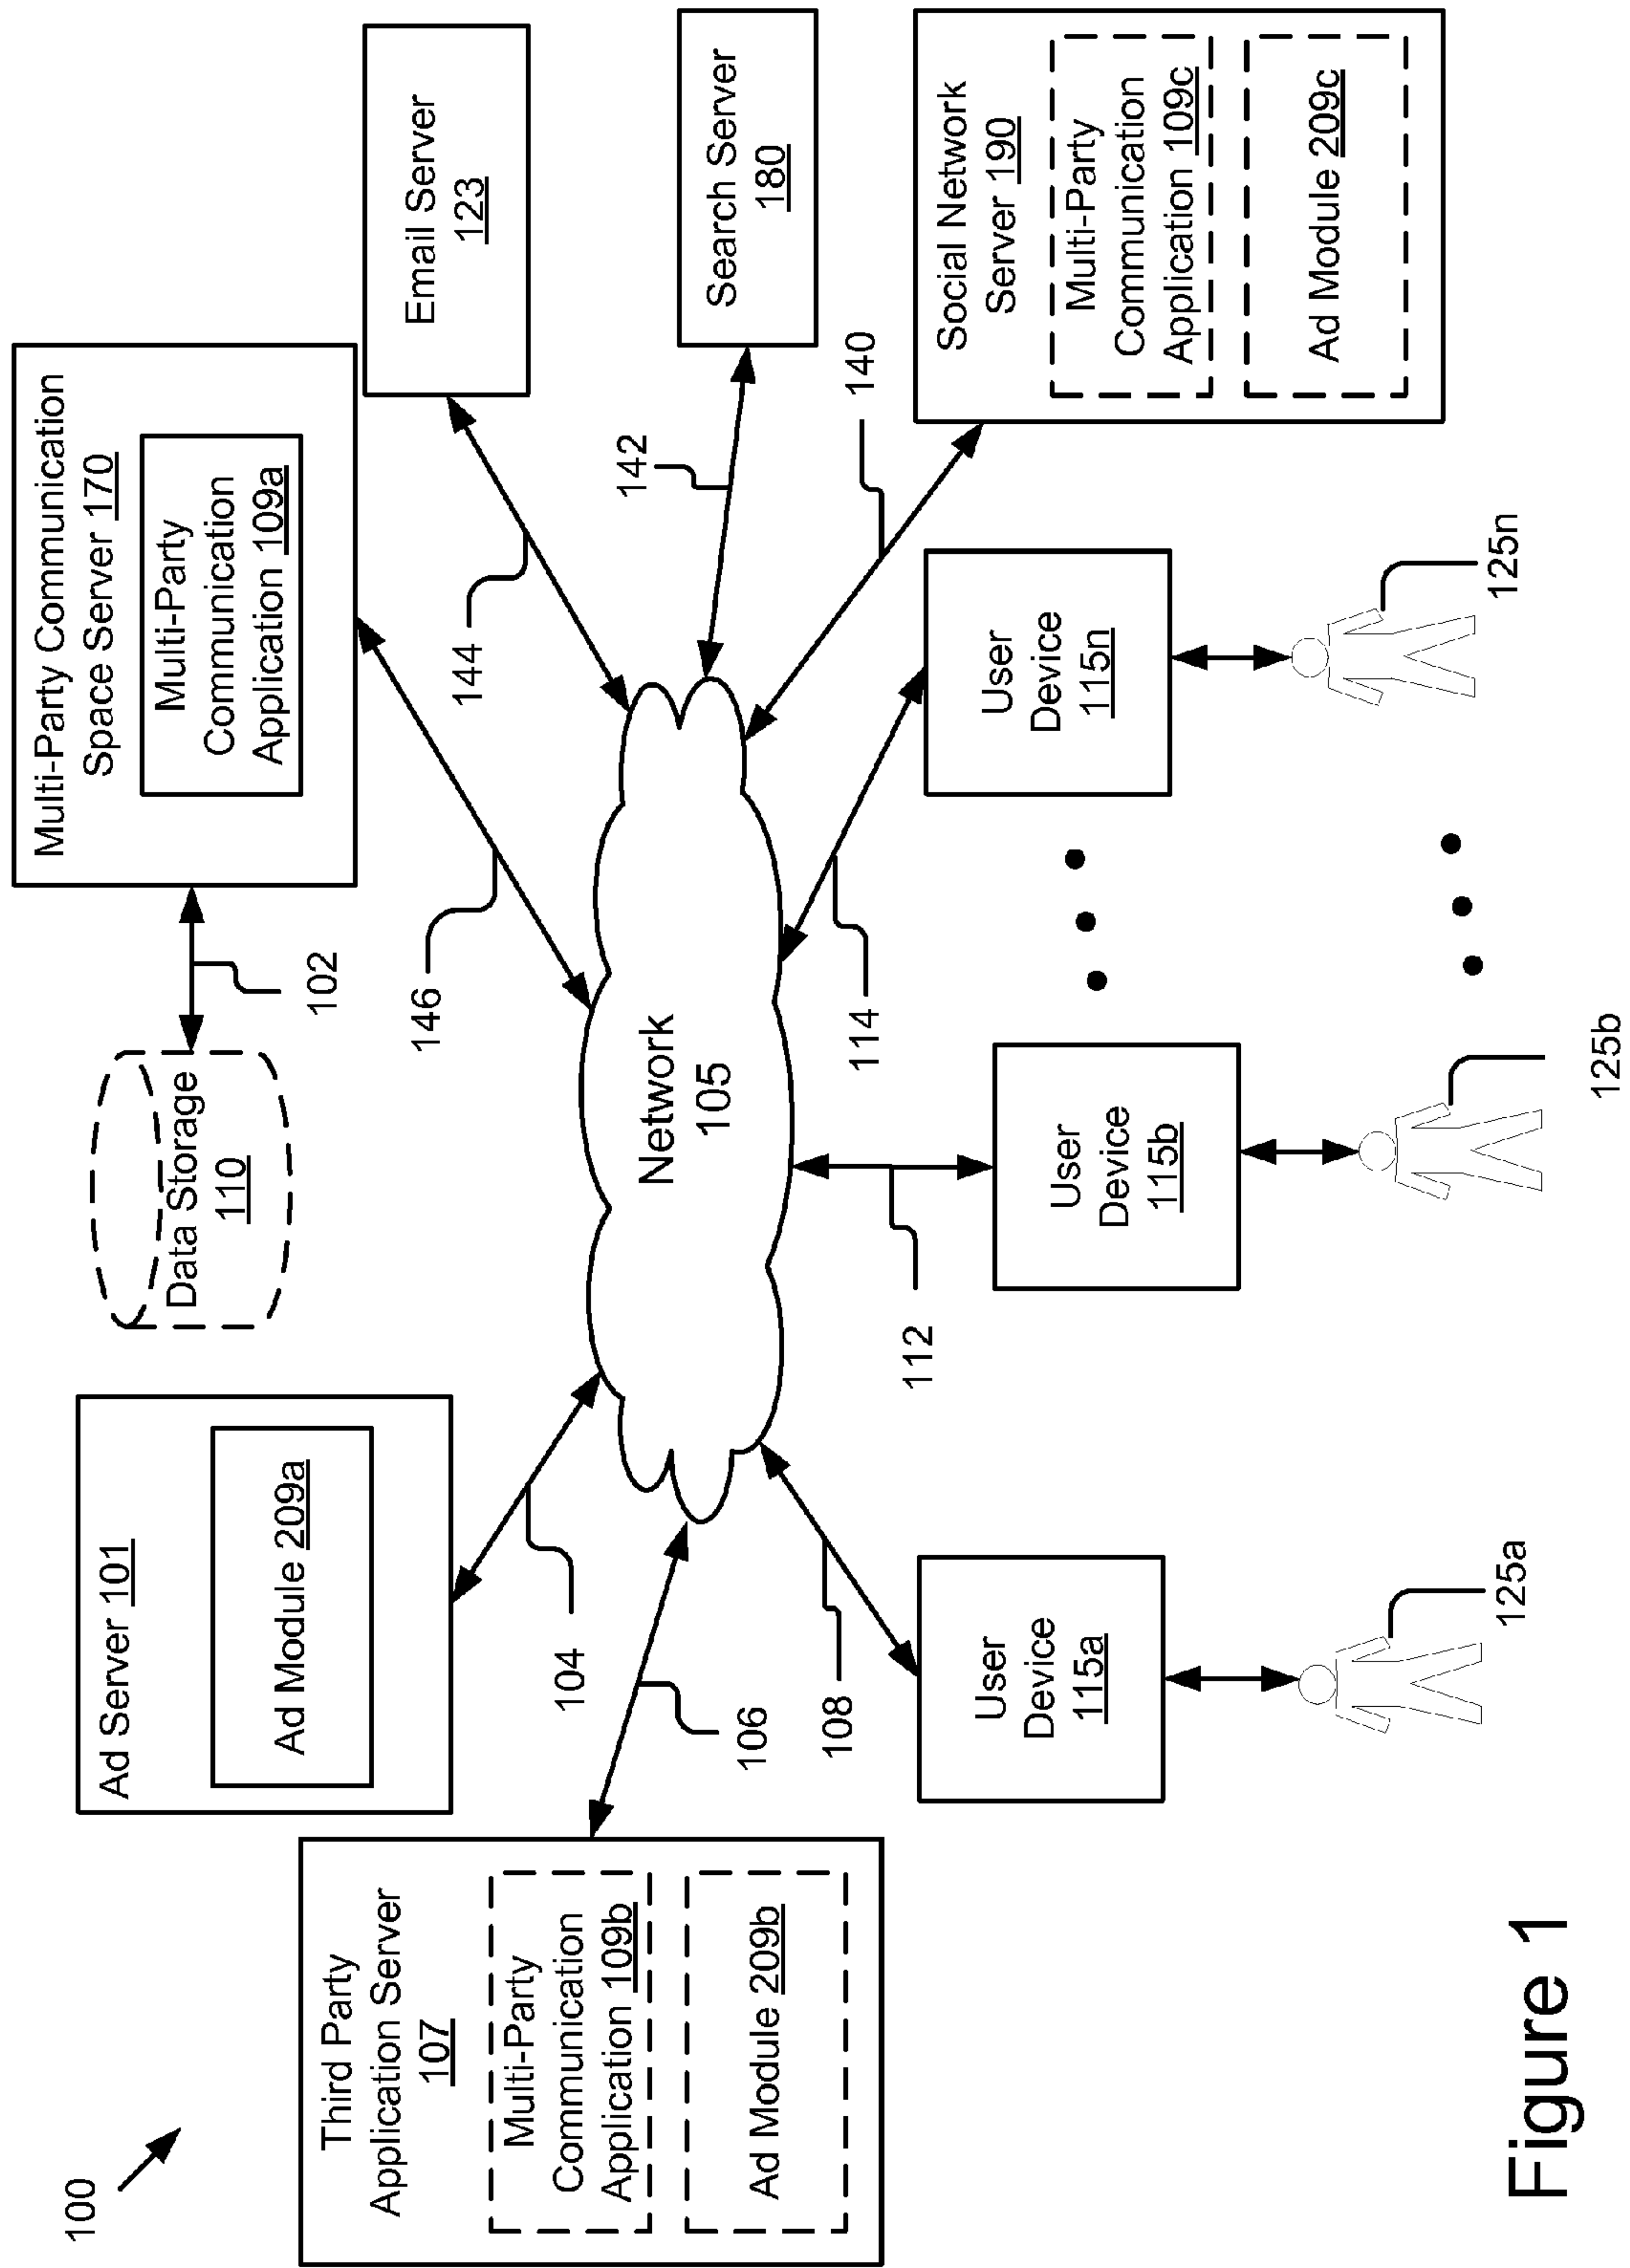 100
Ad Server 101
Ad Module 209a
Data Storage
110
102
Multi-Party Communication
Space Server 170
Multi-Party
Communication
Application 109a
Third Party
Application Server
107
Multi-Party
Communication
Application 109b
Ad Module 209b
104
106
146
144
Email Server
123
Network
105
142
Search Server
180
108
112
114
140
Social Network
Server 190
Multi-Party
Communication
Application 109c
Ad Module 209c
User
Device
115a
User
Device
115b
User
Device
115n
125a
125b
125n
Figure 1